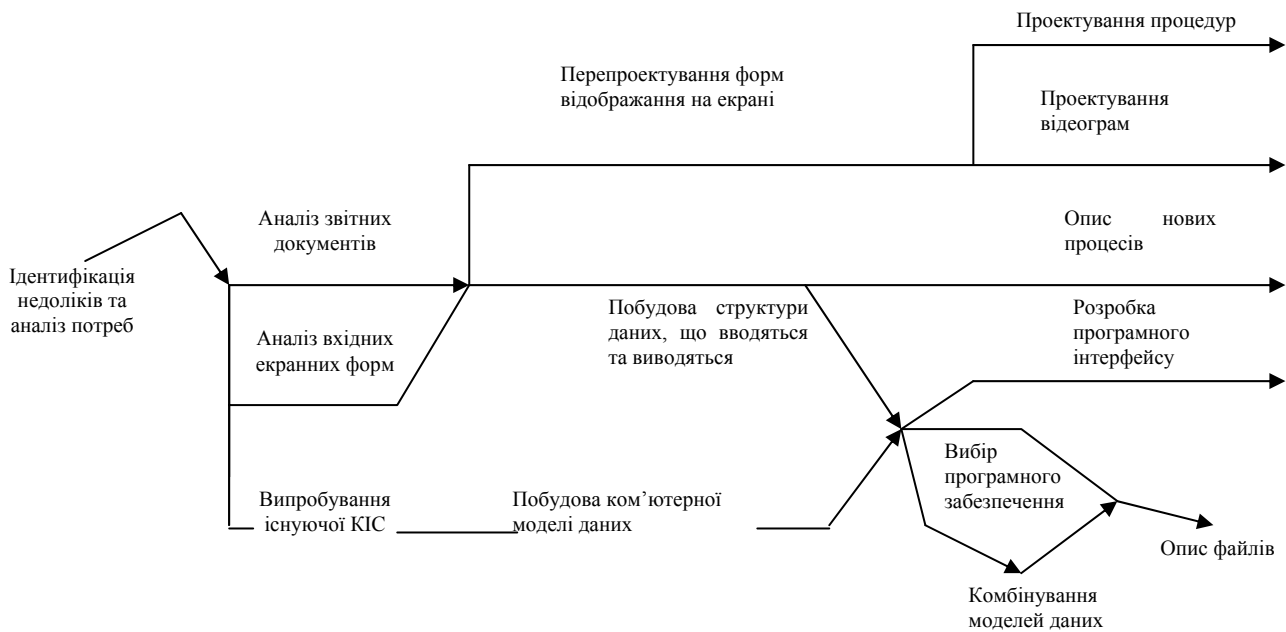 Проектування процедур
Перепроектування форм
відображання на екрані
Проектування
відеограм
Аналіз звітних
документів
Опис нових
процесів
Ідентифікація
недоліків та
аналіз потреб
Аналіз вхідних
екранних форм
Побудова структури
даних, що вводяться
та виводяться
Розробка
програмного
інтерфейсу
Випробування
існуючої КІС
Побудова ком’ютерної
моделі даних
Вибір
програмного
забезпечення
Опис файлів
Комбінування
моделей даних